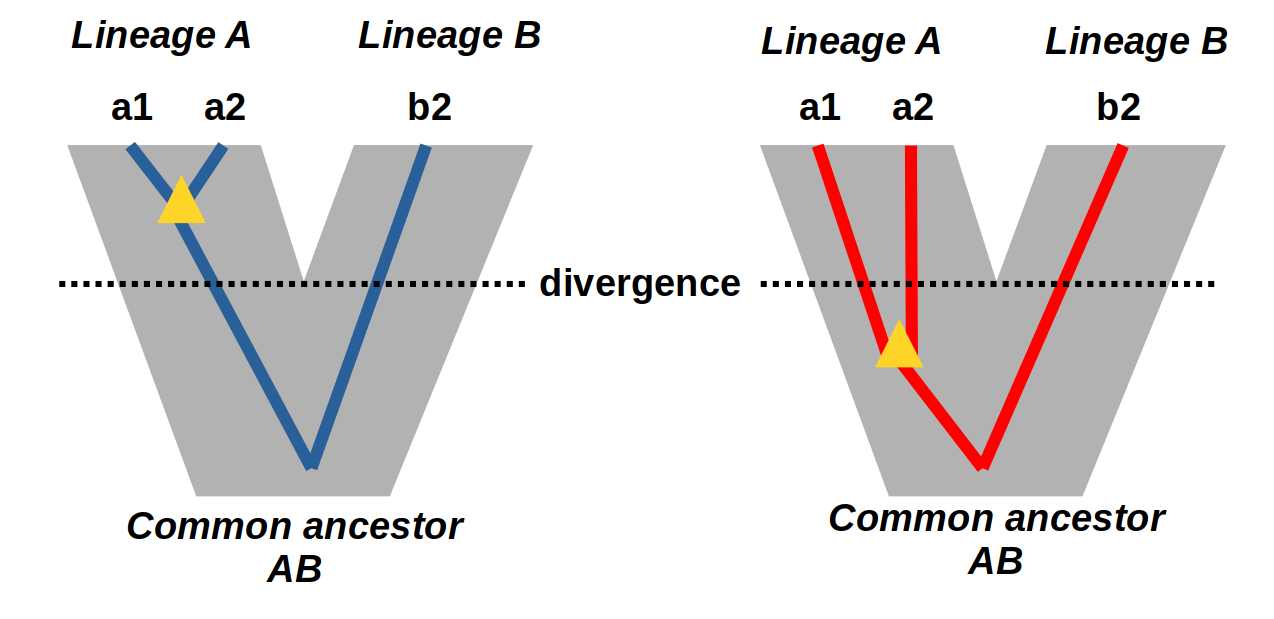 Lineage A
Lineage B
a1
a2
b2
divergence
Common ancestor
AB
Lineage A
Lineage B
a1
a2
b2
Common ancestor
AB